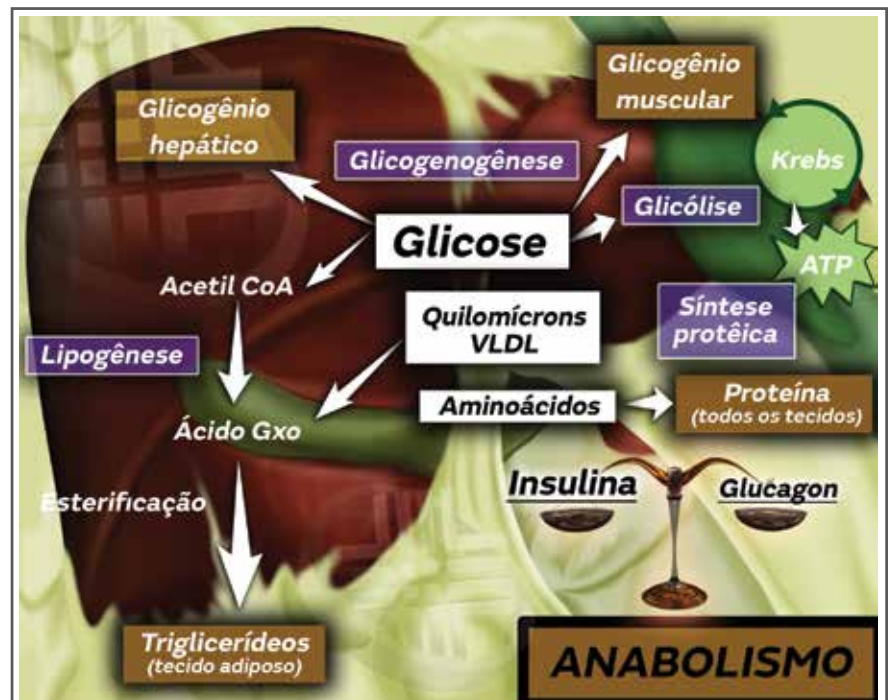 Glicogênio
hepático
Glicogênio
muscular
Glicogenogênese
Krebs
Glicólise
Glicose
ATP
Acetil CoA
Quilomícrons
VLDL
Síntese
protêica
Lipogênese
Aminoácidos
Proteína
(todos os tecidos)
Ácido Gxo
Insulina
Glucagon
Esterificação
Triglicerídeos
(tecido adiposo)
ANABOLISMO